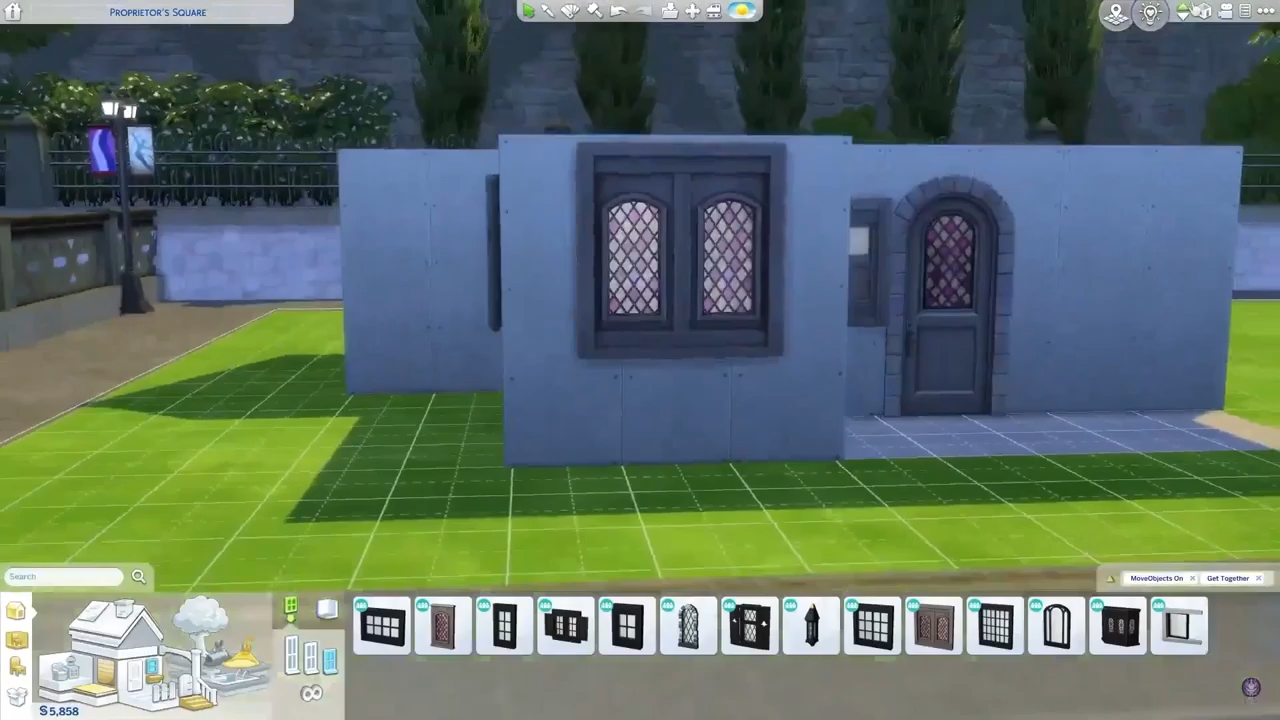 PROPRIETOR'S SQUARE
Search
MoveObjects On
Get Together
$5,858